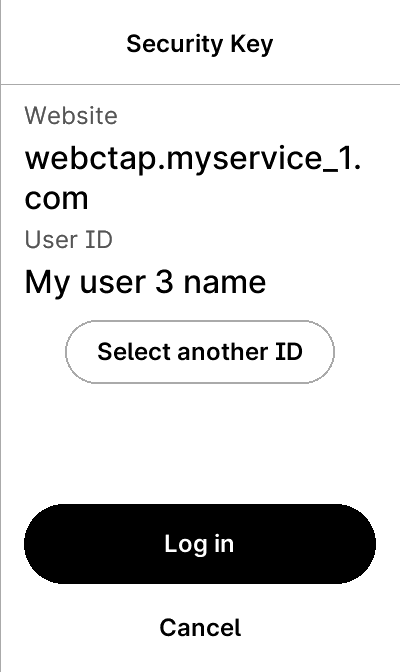 Security Key
Website
webctap.myservice_1.
com
User ID
My user 3 name
Select another ID
Log in
Cancel